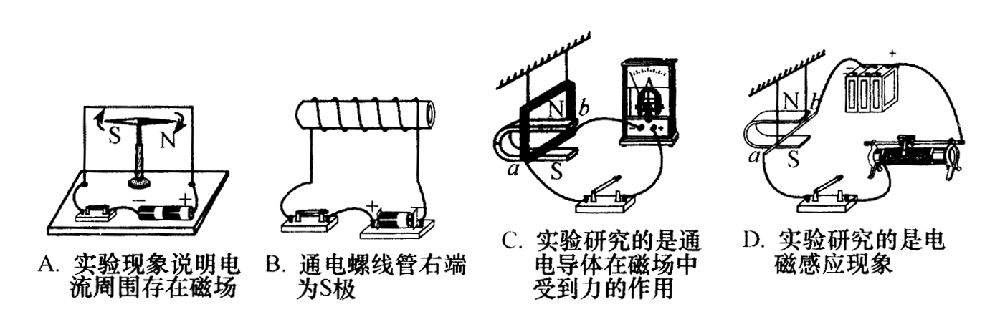 S N
− +
A. 实验现象说明电
流周围存在磁场
+ −
B. 通电螺线管右端
为S极
N b
a S
A
− +
C. 实验研究的是通
电导体在磁场中
受到力的作用
− +
N b
a S
D. 实验研究的是电
磁感应现象